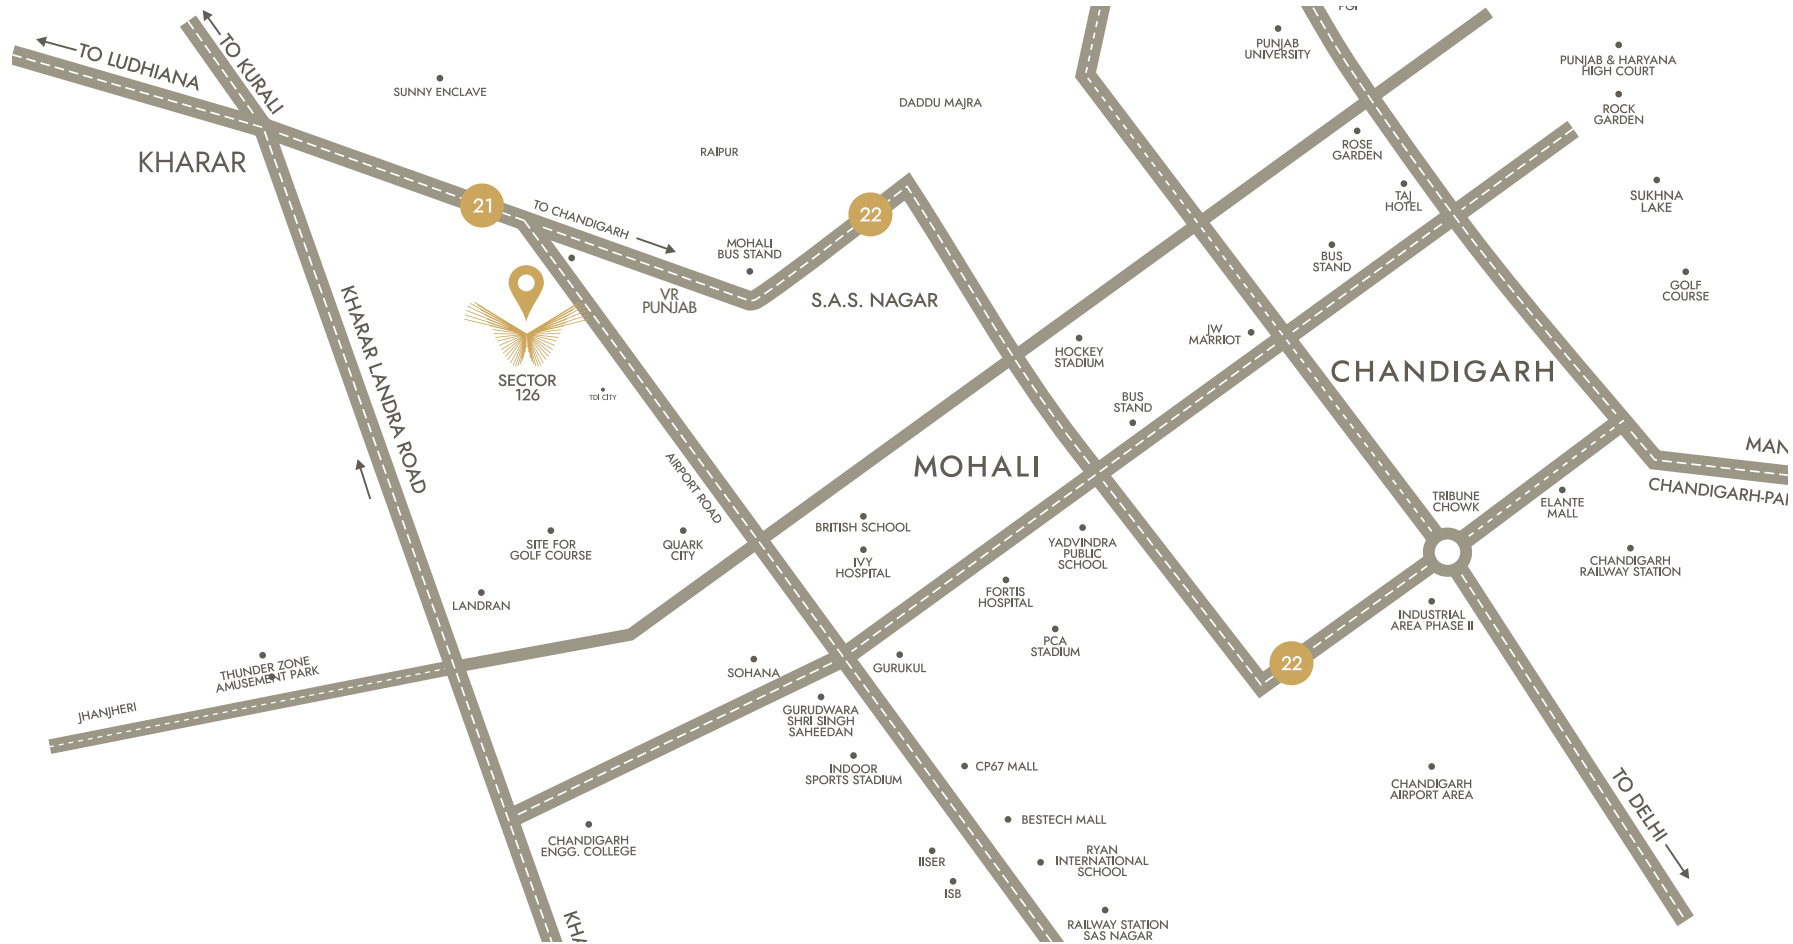 PGI
PUNJAB
UNIVERSITY
PUNJAB & HARYANA
HIGH COURT
ROCK
GARDEN
TO LUDHIANA
TO KURALI
SUNNY ENCLAVE
DADDU MAJRA
RAIPUR
KHARAR
ROSE
GARDEN
TAJ
HOTEL
SUKHNA
LAKE
21
TO CHANDIGARH
22
MOHALI
BUS STAND
BUS
STAND
GOLF
COURSE
VR
PUNJAB
S.A.S. NAGAR
KHARAR LANDRA ROAD
SECTOR
126
TDI CITY
HOCKEY
STADIUM
JW
MARRIOT
CHANDIGARH
BUS
STAND
MOHALI
AIRPORT ROAD
MAN
CHANDIGARH-PA
TRIBUNE
CHOWK
ELANTE
MALL
BRITISH SCHOOL
IVY
HOSPITAL
SITE FOR
GOLF COURSE
QUARK
CITY
YADVINDRA
PUBLIC
SCHOOL
CHANDIGARH
RAILWAY STATION
LANDRAN
FORTIS
HOSPITAL
INDUSTRIAL
AREA PHASE II
PCA
STADIUM
THUNDER ZONE
AMUSEMENT PARK
SOHANA
GURUKUL
22
JHANJHERI
GURUDWARA
SHRI SINGH
SAHEEDAN
INDOOR
SPORTS STADIUM
CP67 MALL
CHANDIGARH
AIRPORT AREA
TO DELHI
BESTECH MALL
CHANDIGARH
ENGG. COLLEGE
IISER
RYAN
INTERNATIONAL
SCHOOL
ISB
RAILWAY STATION
SAS NAGAR
KHA